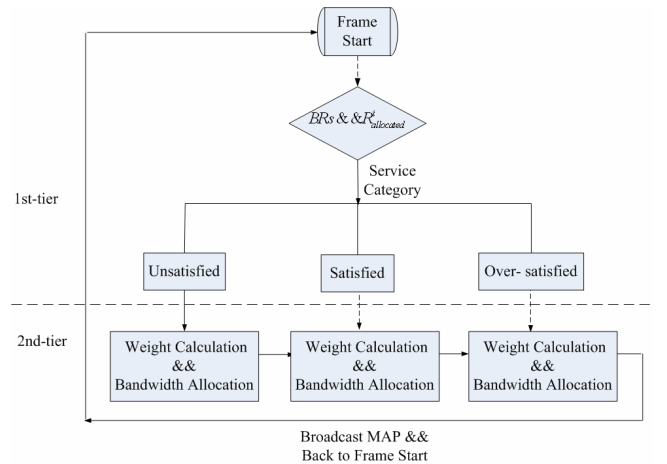 Frame
Start
BRs & &R^i_allocated
Service
Category
1st-tier
Unsatisfied
Satisfied
Over- satisfied
2nd-tier
Weight Calculation
&&
Bandwidth Allocation
Weight Calculation
&&
Bandwidth Allocation
Weight Calculation
&&
Bandwidth Allocation
Broadcast MAP &&
Back to Frame Start